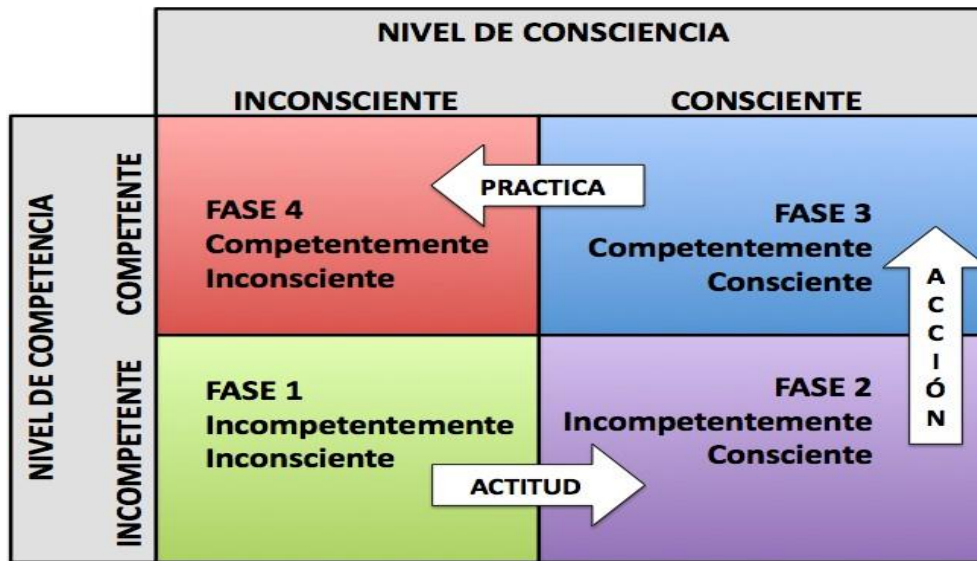 NIVEL DE CONSCIENCIA
INCONSCIENTE
CONSCIENTE
NIVEL DE COMPETENCIA
COMPETENTE
INCOMPETENTE
FASE 4
Competentemente
Inconsciente
PRACTICA
FASE 3
Competentemente
Consciente
ACCIÓN
FASE 1
Incompetentemente
Inconsciente
ACTITUD
FASE 2
Incompetentemente
Consciente